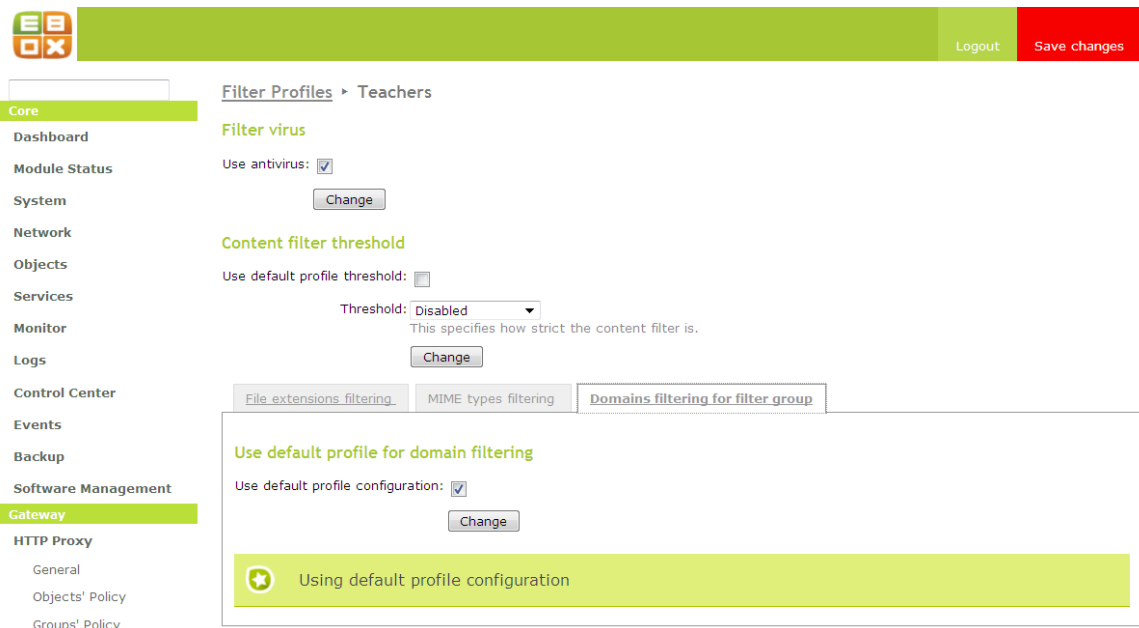 EBOX
Logout
Save changes
Filter Profiles ▸ Teachers
Core
Dashboard
Module Status
System
Network
Objects
Services
Monitor
Logs
Control Center
Events
Backup
Software Management
Gateway
HTTP Proxy
General
Objects' Policy
Groups' Policy
Filter virus
Use antivirus:
Change
Content filter threshold
Use default profile threshold:
Threshold: Disabled
This specifies how strict the content filter is.
Change
File extensions filtering MIME types filtering Domains filtering for filter group
Use default profile for domain filtering
Use default profile configuration:
Change
Using default profile configuration